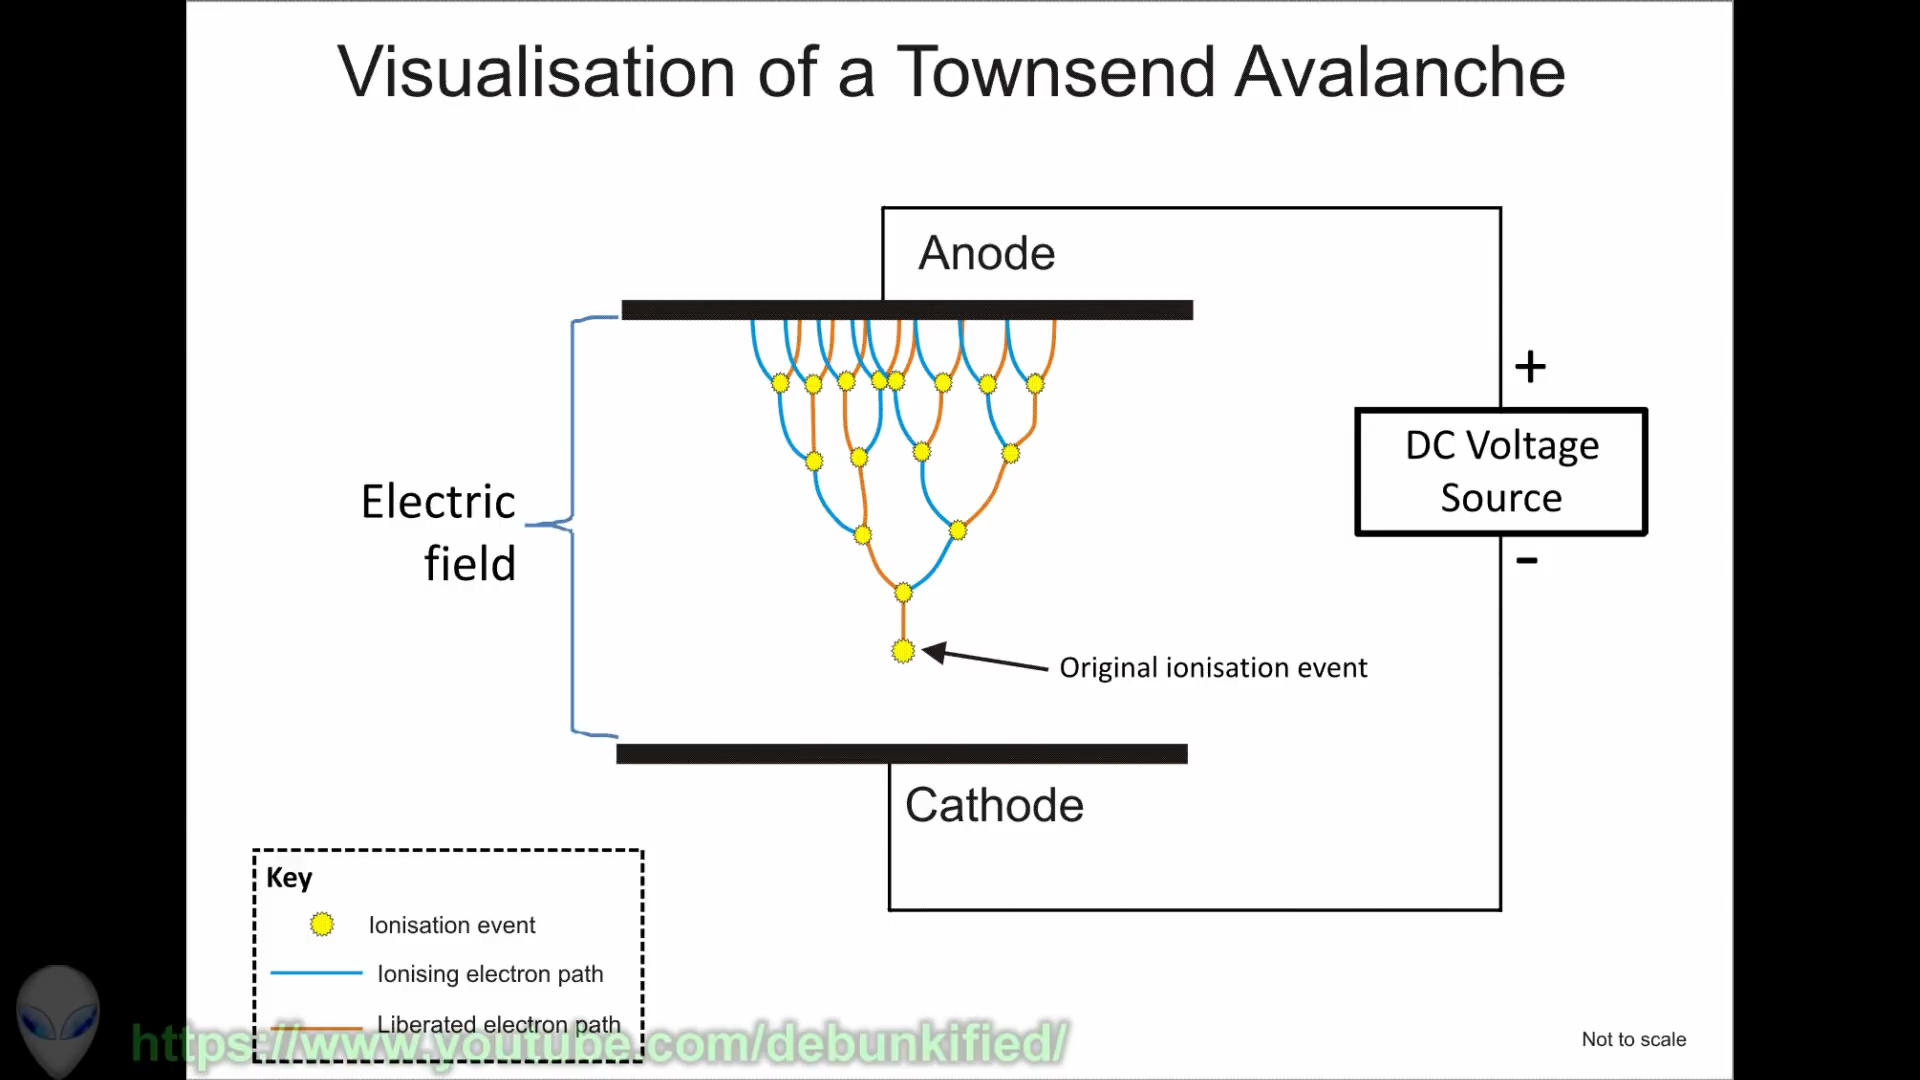 Visualisation of a Townsend Avalanche
Anode
+
DC Voltage
Source
-
Electric
field
Original ionisation event
Cathode
Key
Ionisation event
Ionising electron path
Liberated electron path
https://www.youtube.com/debunkified/
Not to scale